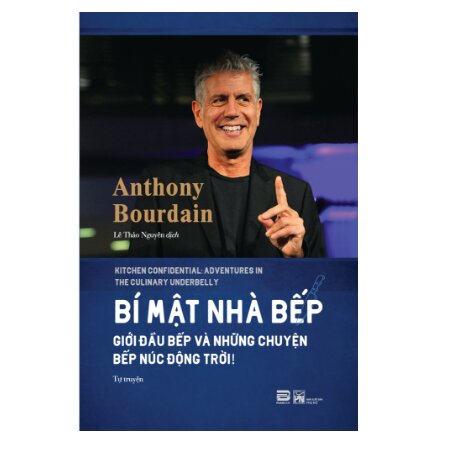 Anthony
Bourdain
Lê Thảo Nguyên dịch
KITCHEN CONFIDENTIAL: ADVENTURES IN
THE CULINARY UNDERBELLY
BÍ MẬT NHÀ BẾP
GIỚI ĐẦU BẾP VÀ NHỮNG CHUYỆN
BẾP NÚC ĐỘNG TRỜI!
Tự truyện